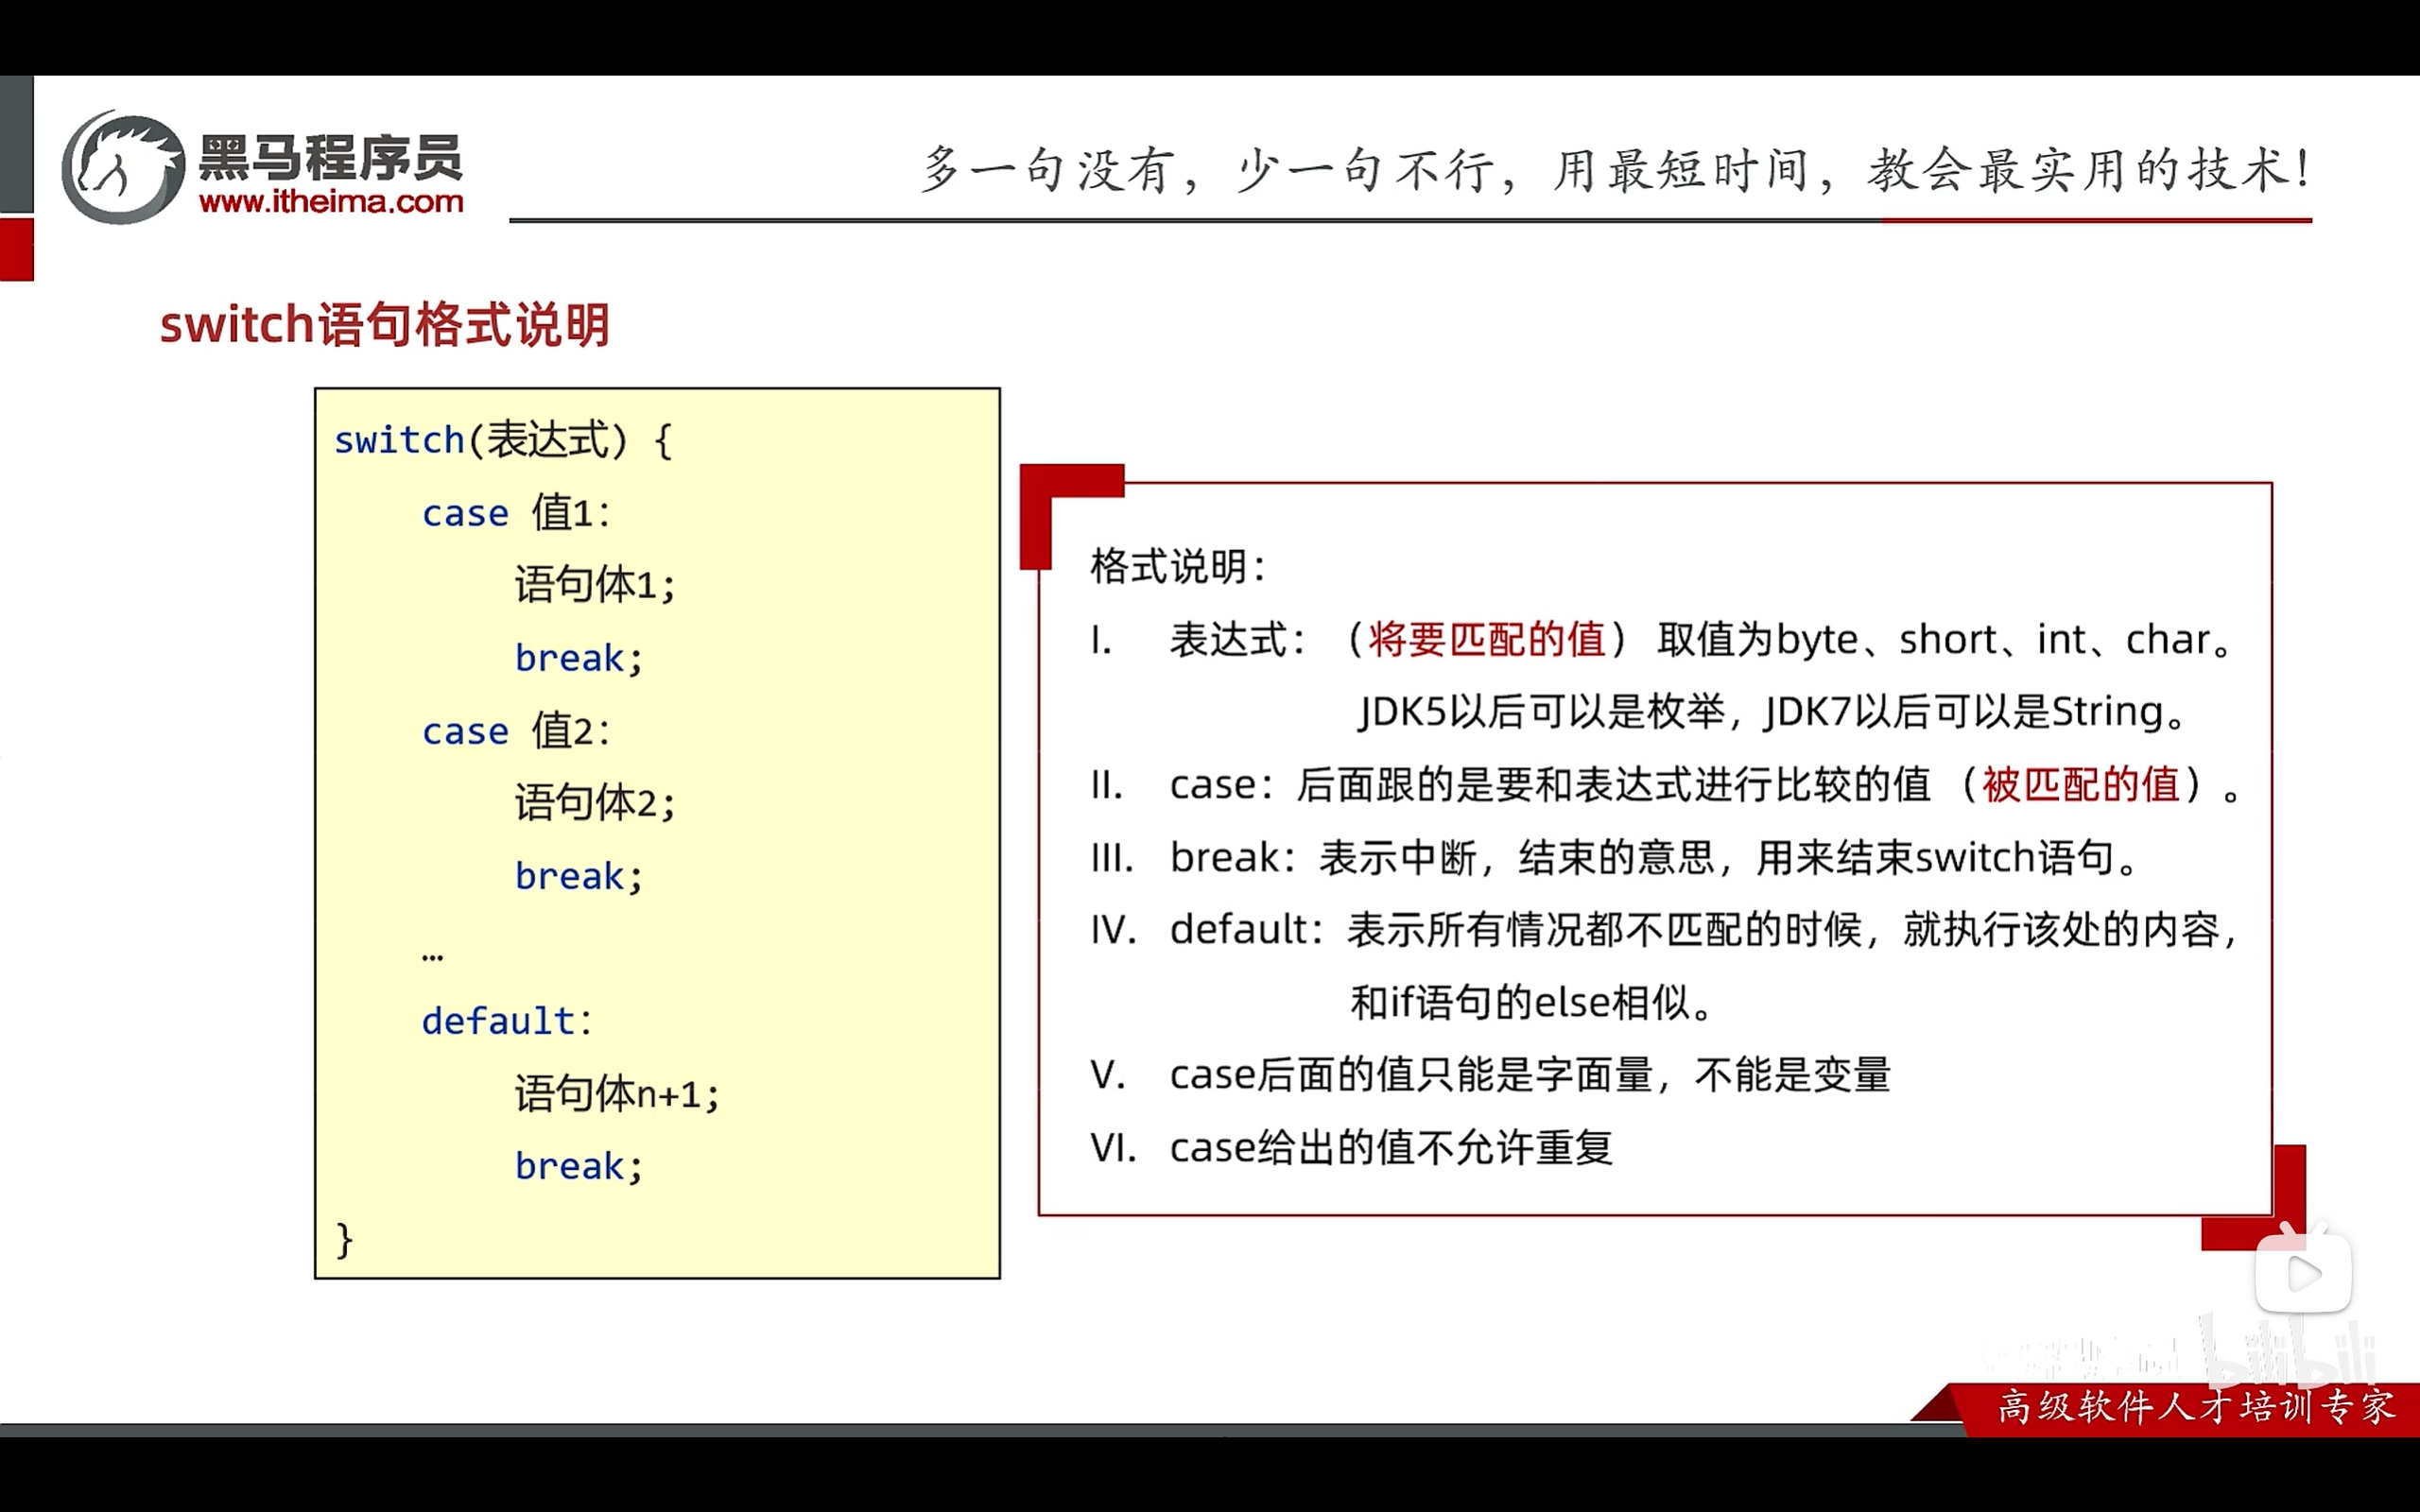 黑马程序员
www.itheima.com
多一句没有，少一句不行，用最短时间，教会最实用的技术！
switch语句格式说明
switch(表达式) {
case 值1:
语句体1;
break;
case 值2:
语句体2;
break;
…
default:
语句体n+1;
break;
}
格式说明：
I. 表达式：（将要匹配的值） 取值为byte、short、int、char。
JDK5以后可以是枚举，JDK7以后可以是String。
II. case：后面跟的是要和表达式进行比较的值（被匹配的值）。
III. break：表示中断，结束的意思，用来结束switch语句。
IV. default：表示所有情况都不匹配的时候，就执行该处的内容，
和if语句的else相似。
V. case后面的值只能是字面量，不能是变量
VI. case给出的值不允许重复
bilibili
高级软件人才培训专家